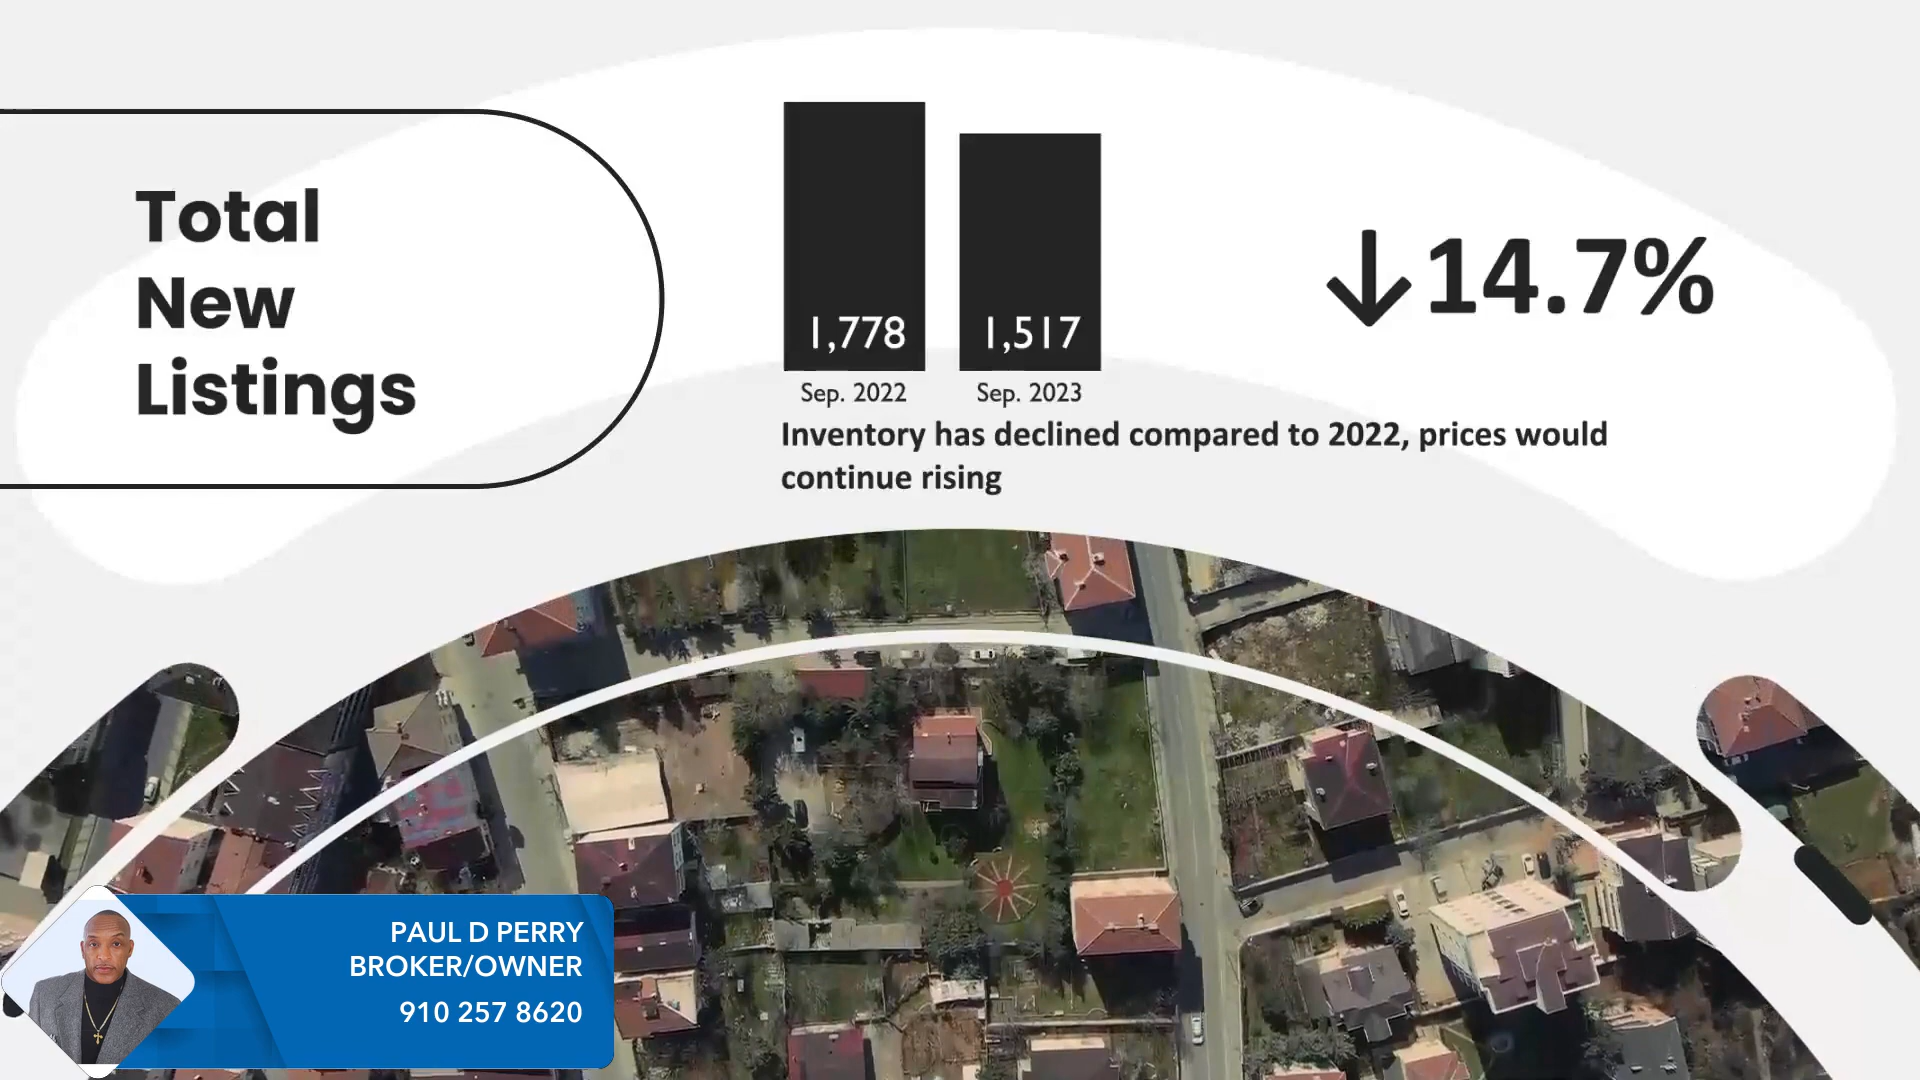 Total
New
Listings
1,778
1,517
Sep. 2022
Sep. 2023
↓14.7%
Inventory has declined compared to 2022, prices would
continue rising
PAUL D PERRY
BROKER/OWNER
910 257 8620